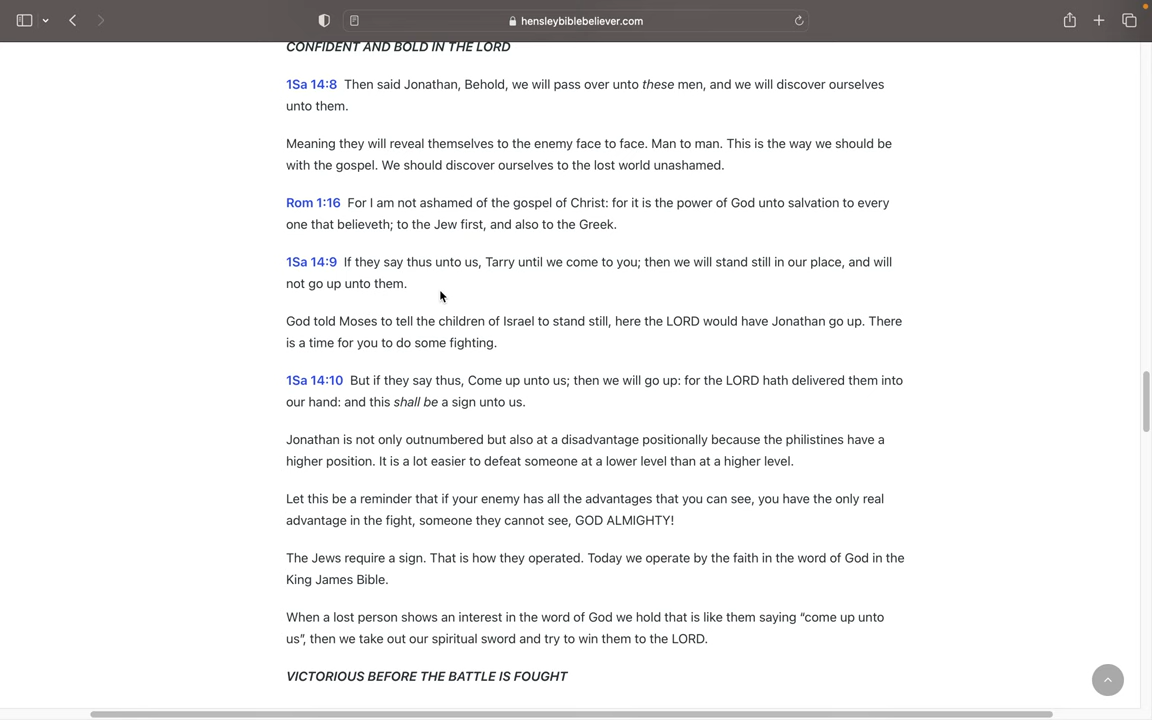 hensleybiblebeliever.com
CONFIDENT AND BOLD IN THE LORD
1Sa 14:8  Then said Jonathan, Behold, we will pass over unto these men, and we will discover ourselves
unto them.
Meaning they will reveal themselves to the enemy face to face. Man to man. This is the way we should be
with the gospel. We should discover ourselves to the lost world unashamed.
Rom 1:16  For I am not ashamed of the gospel of Christ: for it is the power of God unto salvation to every
one that believeth; to the Jew first, and also to the Greek.
1Sa 14:9  If they say thus unto us, Tarry until we come to you; then we will stand still in our place, and will
not go up unto them.
God told Moses to tell the children of Israel to stand still, here the LORD would have Jonathan go up. There
is a time for you to do some fighting.
1Sa 14:10  But if they say thus, Come up unto us; then we will go up: for the LORD hath delivered them into
our hand: and this shall be a sign unto us.
Jonathan is not only outnumbered but also at a disadvantage positionally because the philistines have a
higher position. It is a lot easier to defeat someone at a lower level than at a higher level.
Let this be a reminder that if your enemy has all the advantages that you can see, you have the only real
advantage in the fight, someone they cannot see, GOD ALMIGHTY!
The Jews require a sign. That is how they operated. Today we operate by the faith in the word of God in the
King James Bible.
When a lost person shows an interest in the word of God we hold that is like them saying “come up unto
us”, then we take out our spiritual sword and try to win them to the LORD.
VICTORIOUS BEFORE THE BATTLE IS FOUGHT